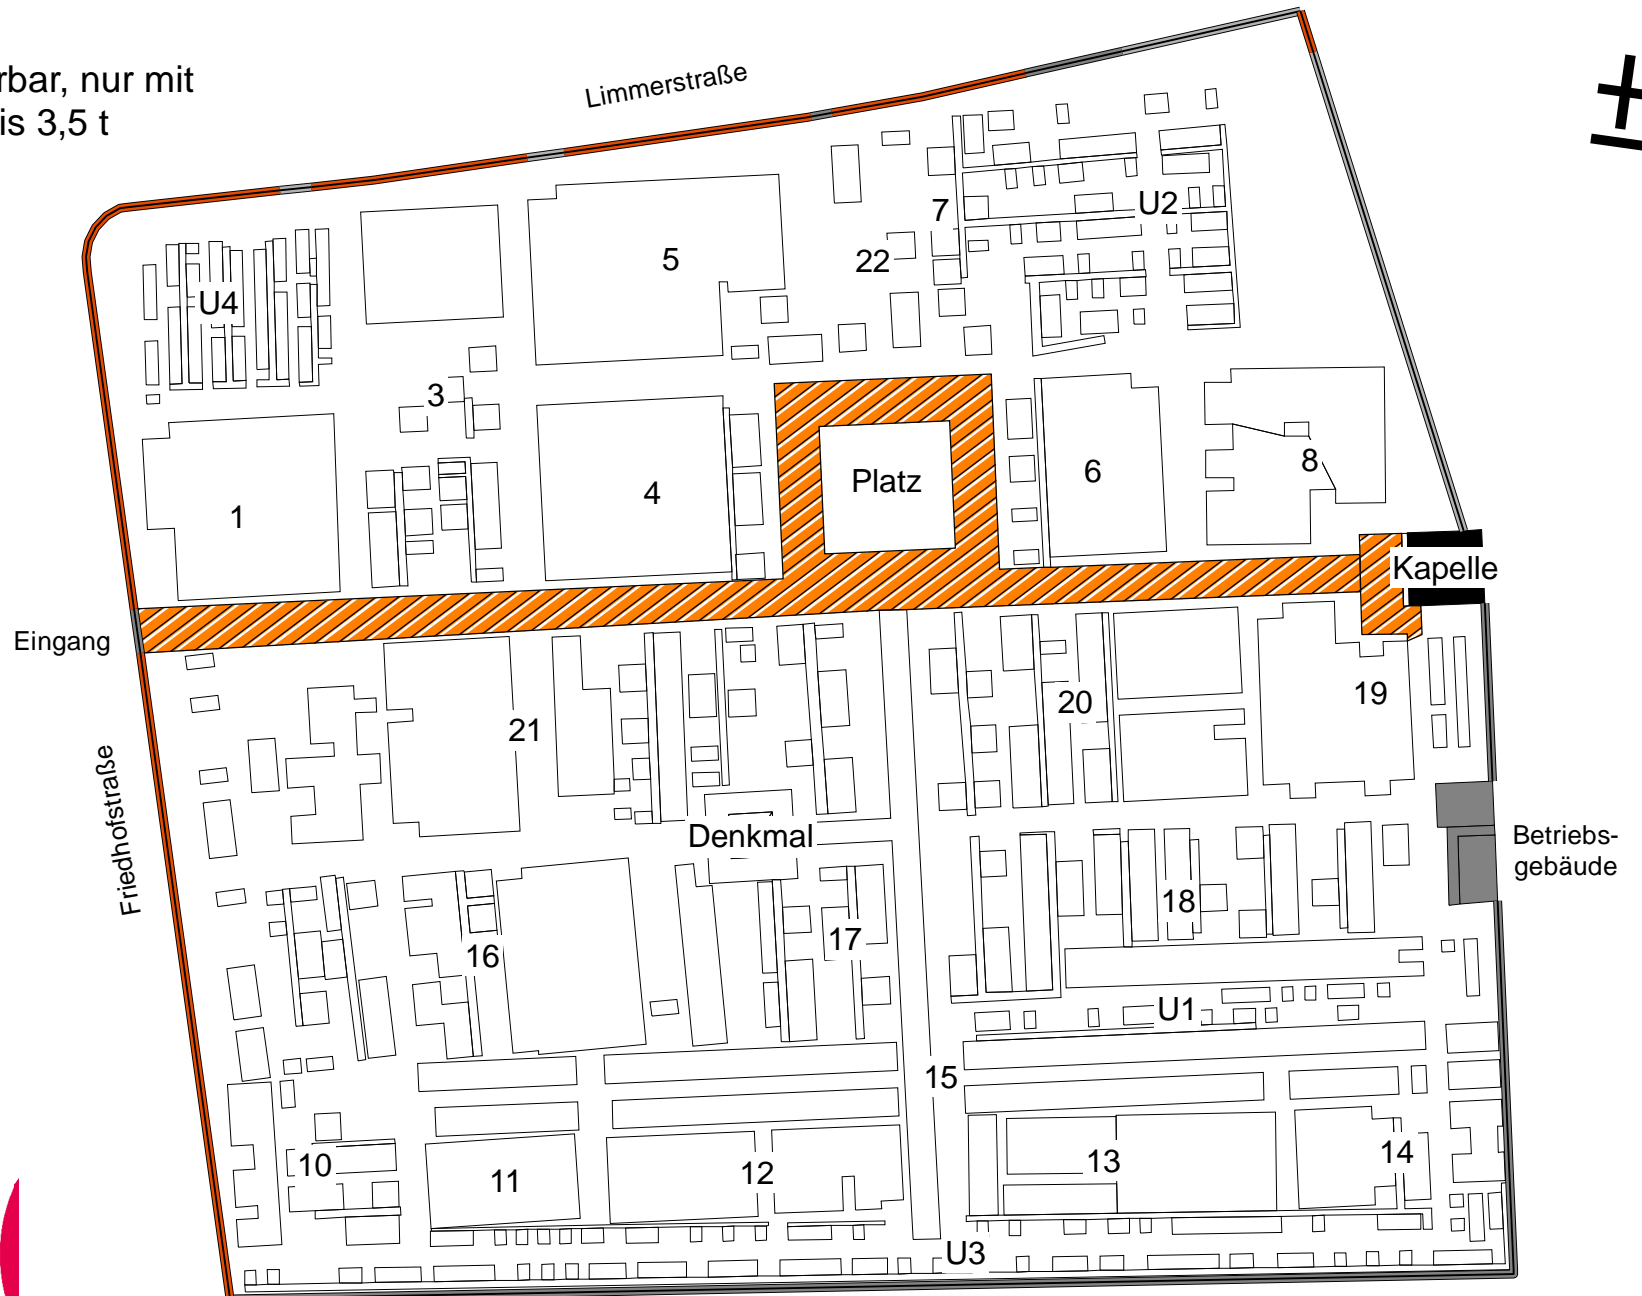 rbar, nur mit
is 3,5 t
Limmerstraße
±
U2
7
5
22
U4
3
Platz
8
6
4
1
Kapelle
Eingang
19
20
21
Friedhofstraße
Denkmal
Betriebs-
gebäude
18
17
16
U1
15
14
13
12
11
10
U3